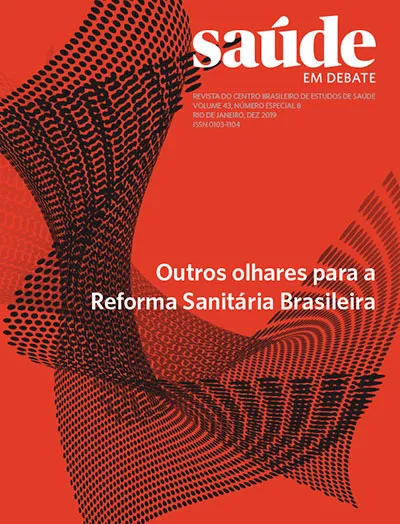 saúde
EM DEBATE
REVISTA DO CENTRO BRASILEIRO DE ESTUDOS DE SAÚDE
VOLUME 43, NÚMERO ESPECIAL 8
RIO DE JANEIRO, DEZ 2019
ISSN 0103-1104
Outros olhares para a
Reforma Sanitária Brasileira